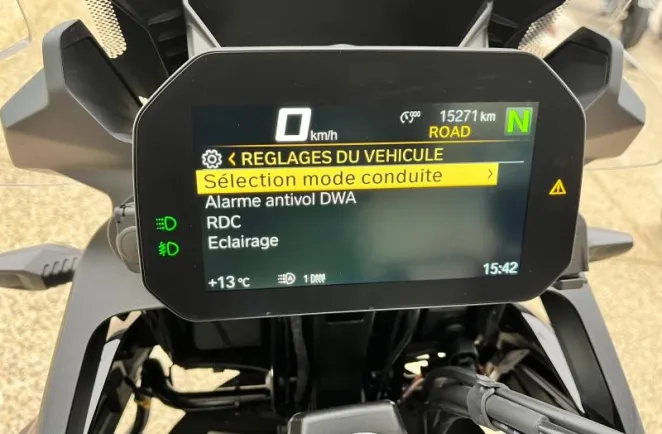 0 km/h
15271 km N
ROAD
< REGLAGES DU VEHICULE
Sélection mode conduite >
Alarme antivol DWA
RDC
Eclairage
+13 °C
15:42